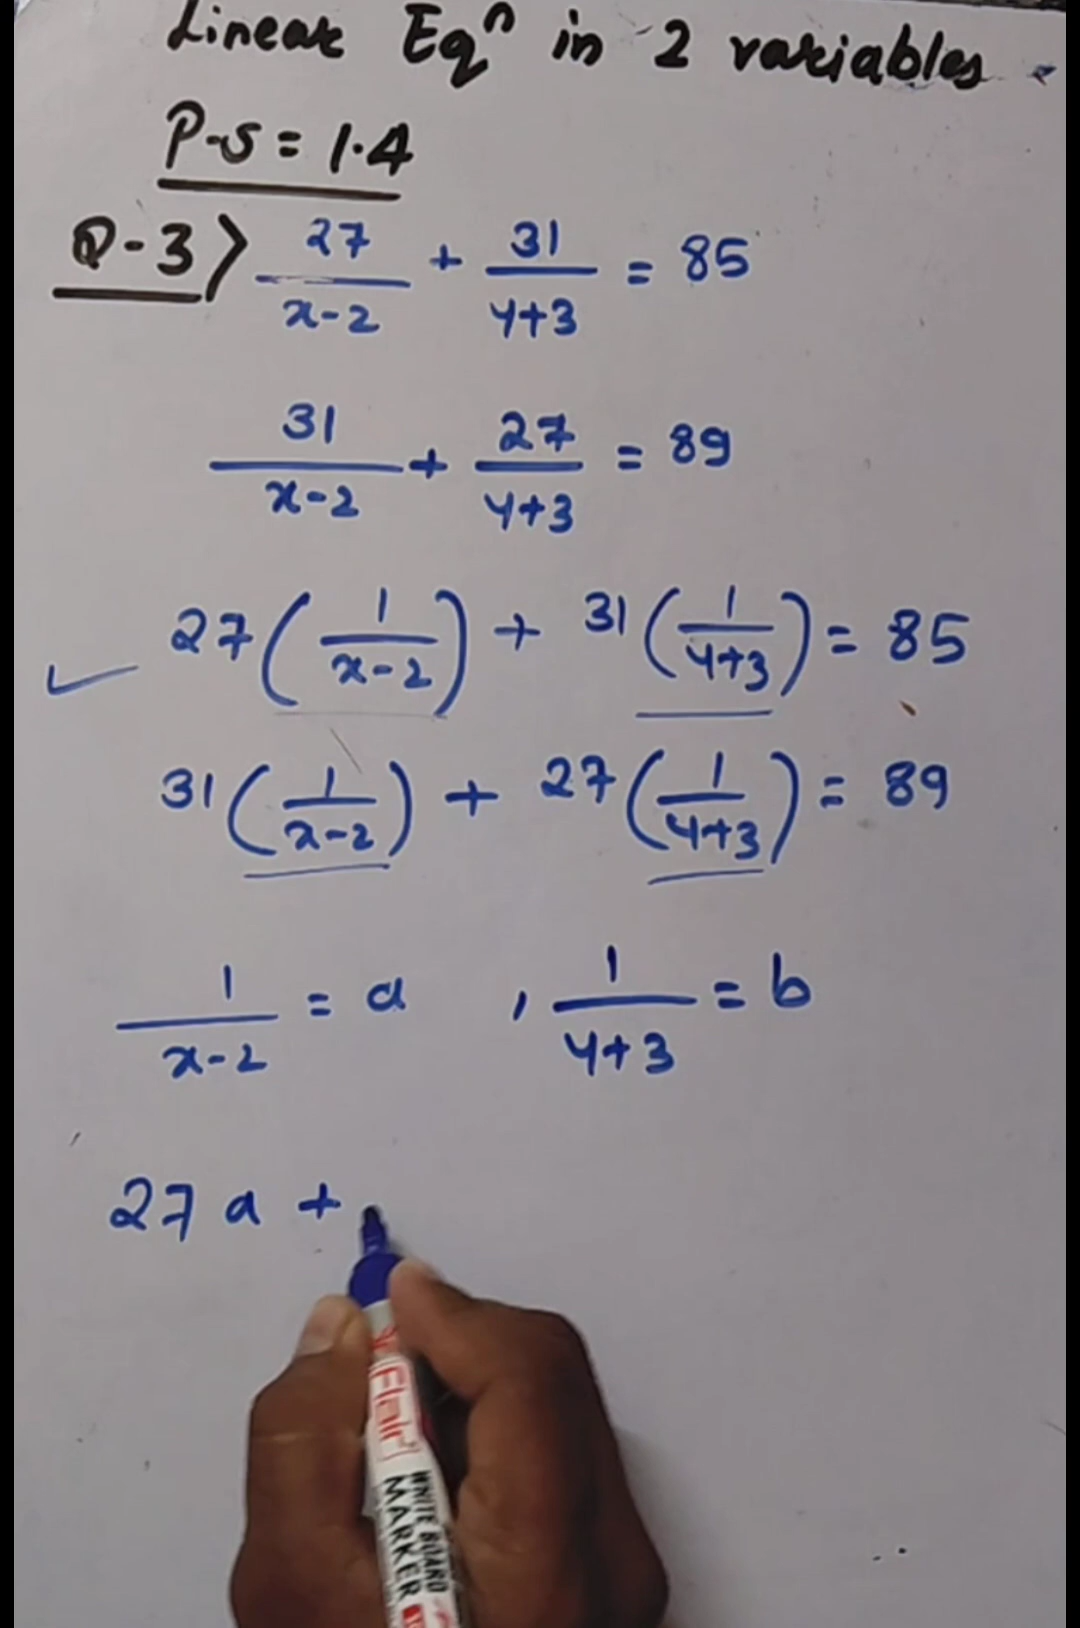 Linear Eqⁿ in 2 variables
P-S = 1.4
Q-3> 27/(x-2) + 31/(y+3) = 85
31/(x-2) + 27/(y+3) = 89
27(1/(x-2)) + 31(1/(y+3)) = 85
31(1/(x-2)) + 27(1/(y+3)) = 89
1/(x-2) = a , 1/(y+3) = b
27a +
Flair
WHITE BOARD
MARKER